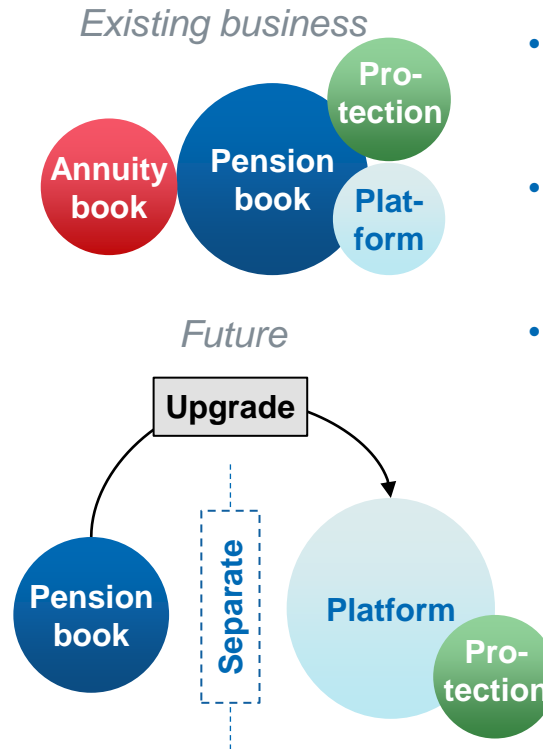 Existing business
Pro-
tection
Annuity
book
Pension
book
Plat-
form
Future
Upgrade
Pension
book
Separate
Platform
Pro-
tection